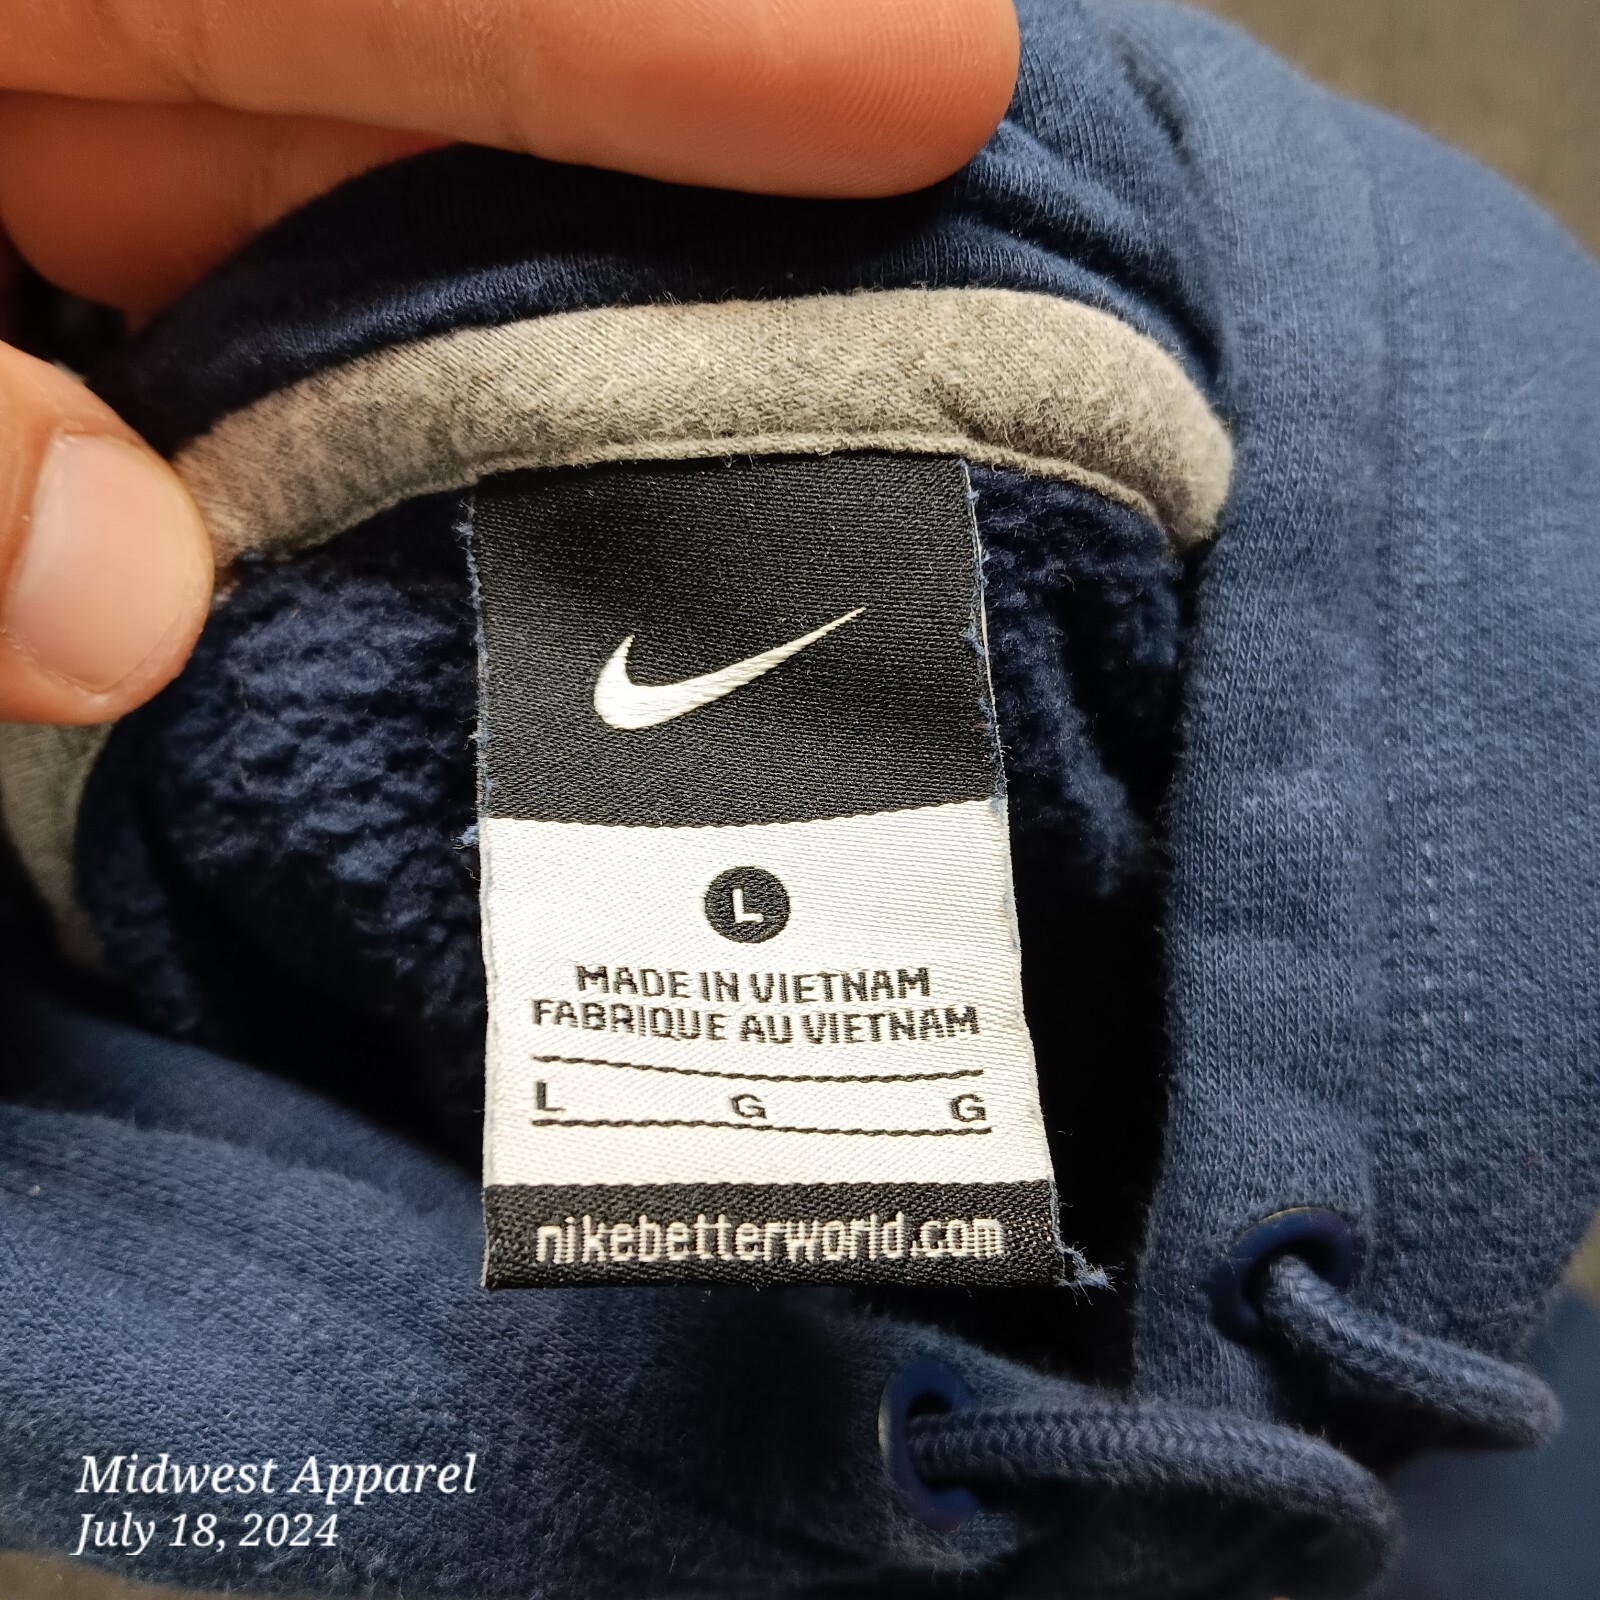 L
MADE IN VIETNAM
FABRIQUE AU VIETNAM
L G G
nikebetterworld.com
Midwest Apparel
July 18, 2024